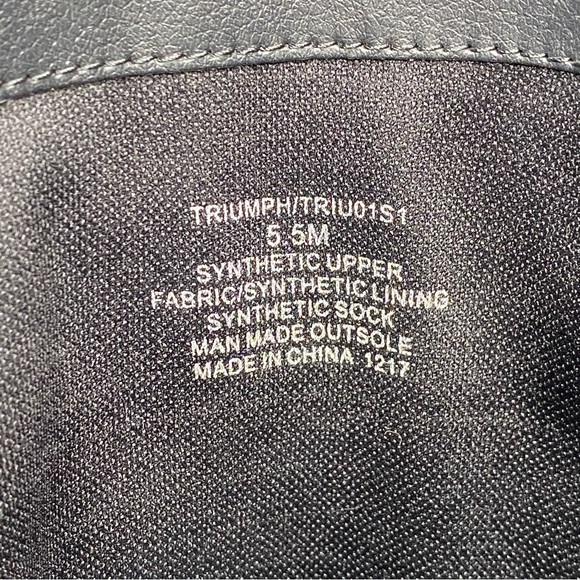 TRIUMPH/TRIU01S1
5.5M
SYNTHETIC UPPER
FABRIC/SYNTHETIC LINING
SYNTHETIC SOCK
MAN MADE OUTSOLE
MADE IN CHINA 1217